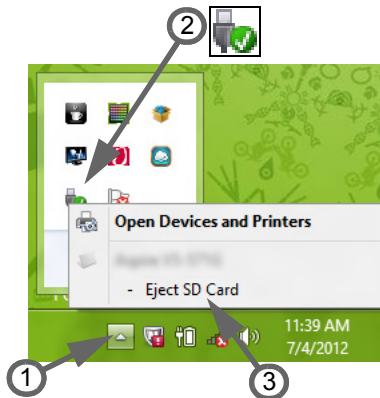 2
Open Devices and Printers
- Eject SD Card
11:39 AM
7/4/2012
1
3